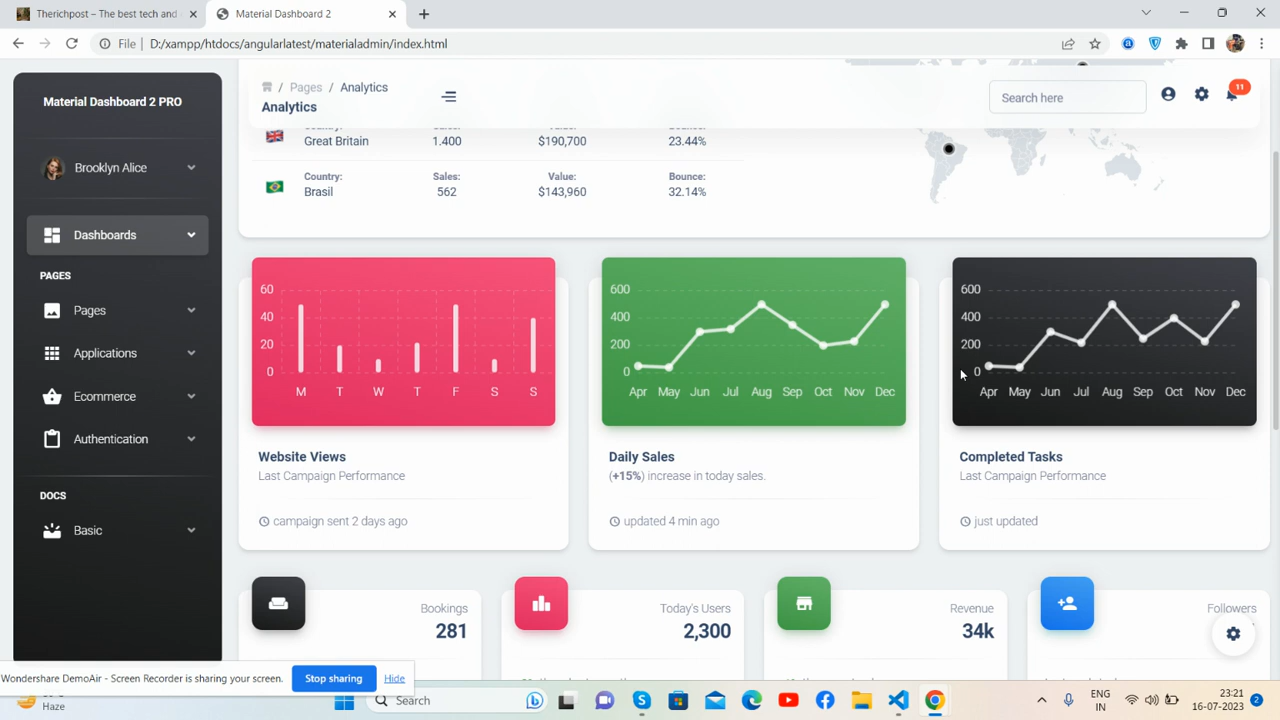 Therichpost – The best tech and
Material Dashboard 2
File
D:/xampp/htdocs/angularlatest/materialadmin/index.html
Material Dashboard 2 PRO
Brooklyn Alice
Dashboards
PAGES
Pages
Applications
Ecommerce
Authentication
DOCS
Basic
/ Pages / Analytics
Analytics
Search here
11
Great Britain 1.400 $190,700 23.44%
Country: Sales: Value: Bounce:
Brasil 562 $143,960 32.14%
60
40
20
0
M T W T F S S
Website Views
Last Campaign Performance
campaign sent 2 days ago
600
400
200
0
Apr May Jun Jul Aug Sep Oct Nov Dec
Daily Sales
(+15%) increase in today sales.
updated 4 min ago
600
400
200
0
Apr May Jun Jul Aug Sep Oct Nov Dec
Completed Tasks
Last Campaign Performance
just updated
Bookings
281
Today's Users
2,300
Revenue
34k
Followers
Wondershare DemoAir - Screen Recorder is sharing your screen.
Stop sharing
Hide
Haze
Search
ENG
IN
23:21
16-07-2023
2